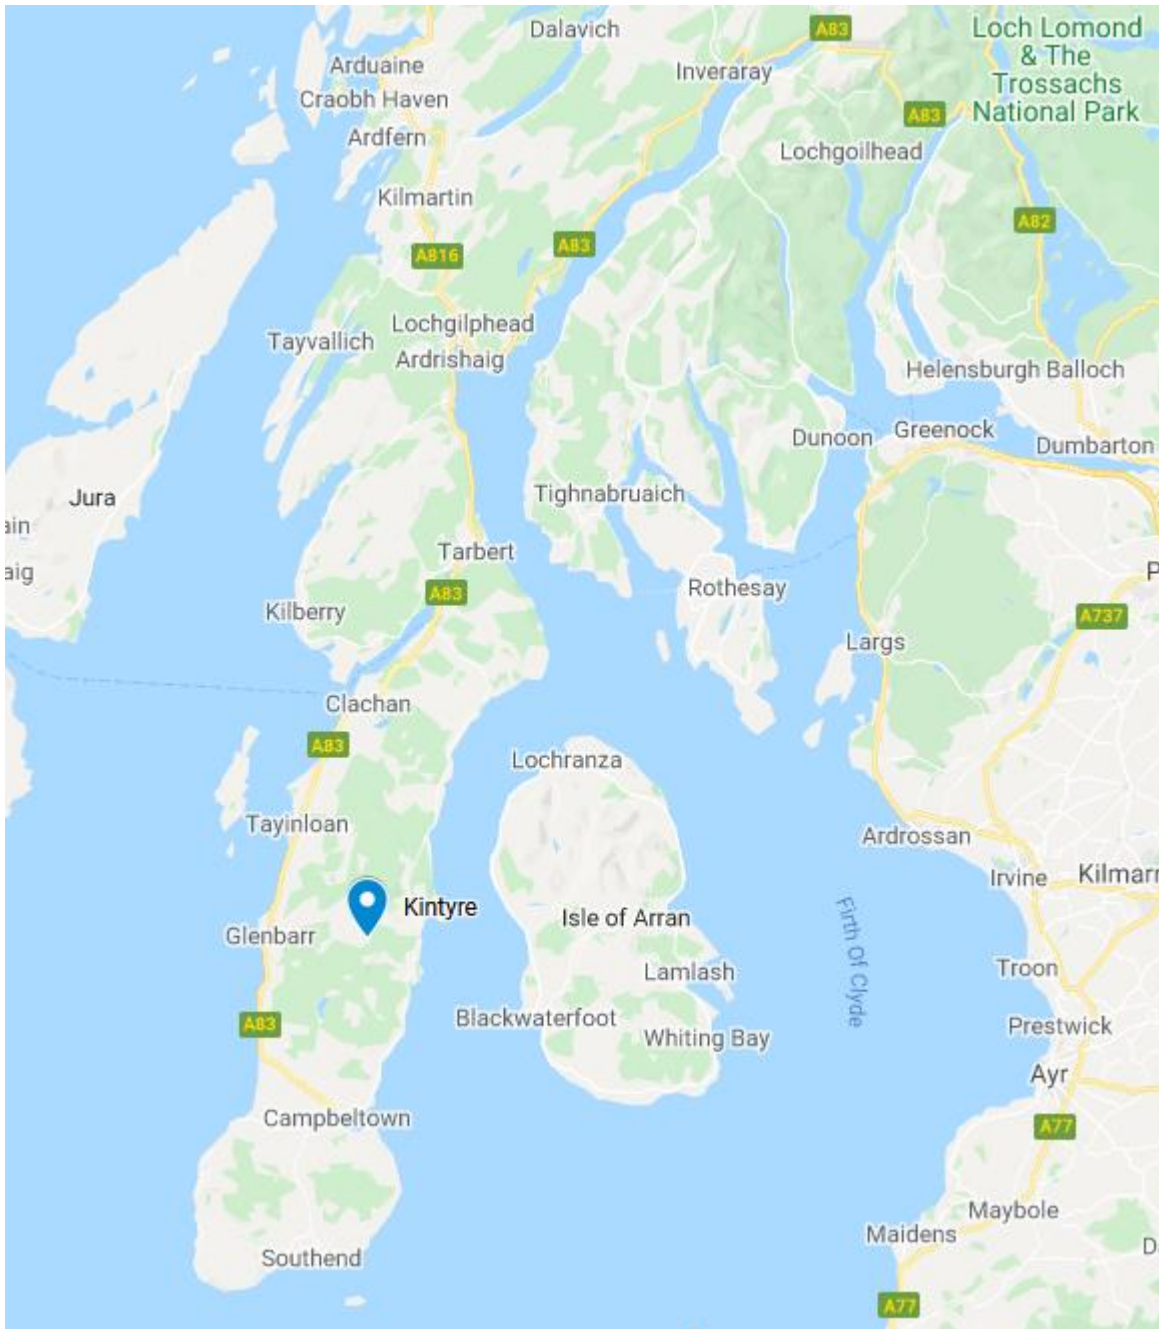 Dalavich
A83
Loch Lomond
& The
Trossachs
National Park
Arduaine
Inveraray
Craobh Haven
A83
Ardfern
Lochgoilhead
Kilmartin
A82
A83
A816
Lochgilphead
Tayvallich
Ardrishaig
Helensburgh
Balloch
Dunoon
Greenock
Dumbarton
Jura
Tighnabruaich
ain
Tarbert
aig
P
A83
Rothesay
Kilberry
A737
Largs
Clachan
A83
Lochranza
Tayinloan
Ardrossan
Irvine
Kilmarr
Kintyre
Isle of Arran
Firth Of Clyde
Glenbarr
Lamlash
Troon
Blackwaterfoot
A83
Whiting Bay
Prestwick
Ayr
Campbeltown
A77
Maybole
Maidens
D
Southend
A77